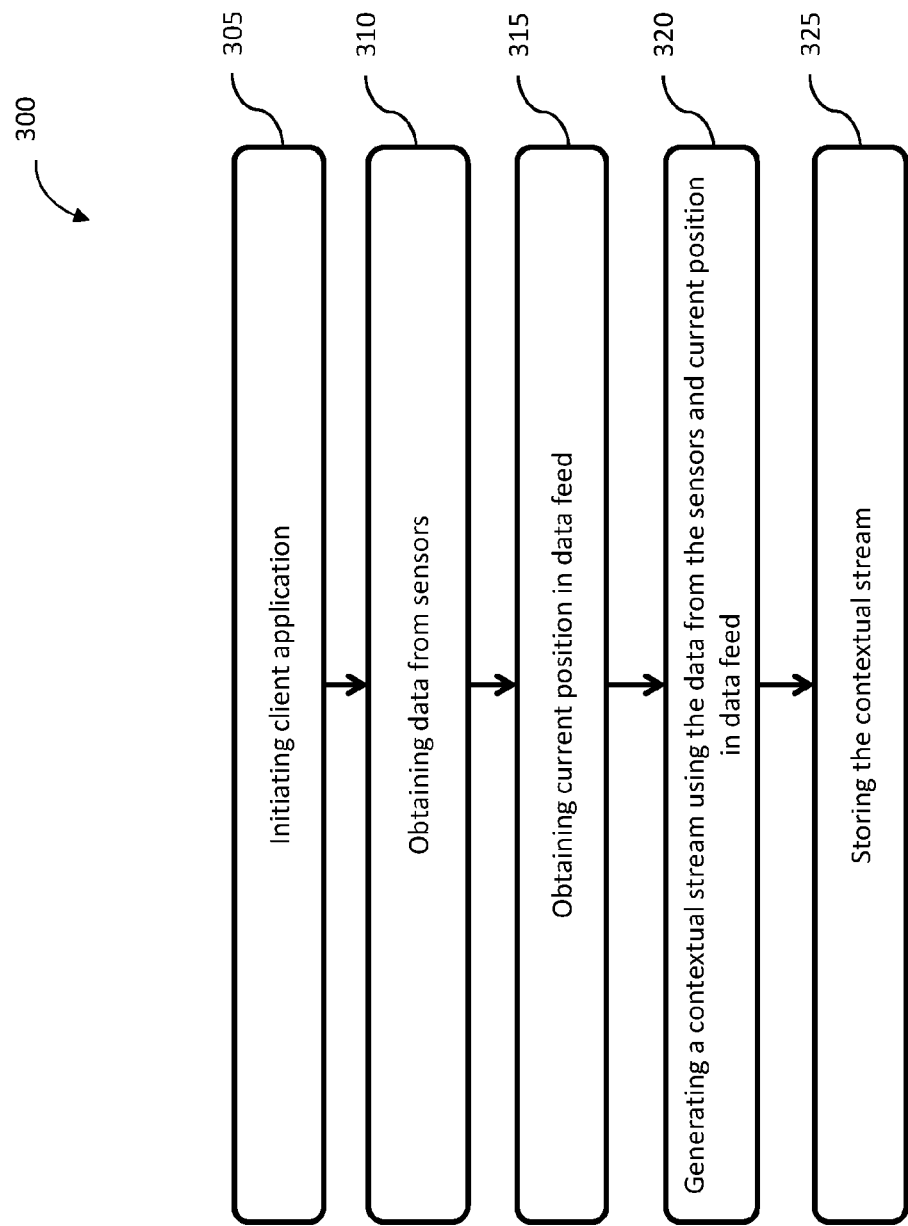 300
305
Initiating client application
310
Obtaining data from sensors
315
Obtaining current position in data feed
320
Generating a contextual stream using the data from the sensors and current position
in data feed
325
Storing the contextual stream